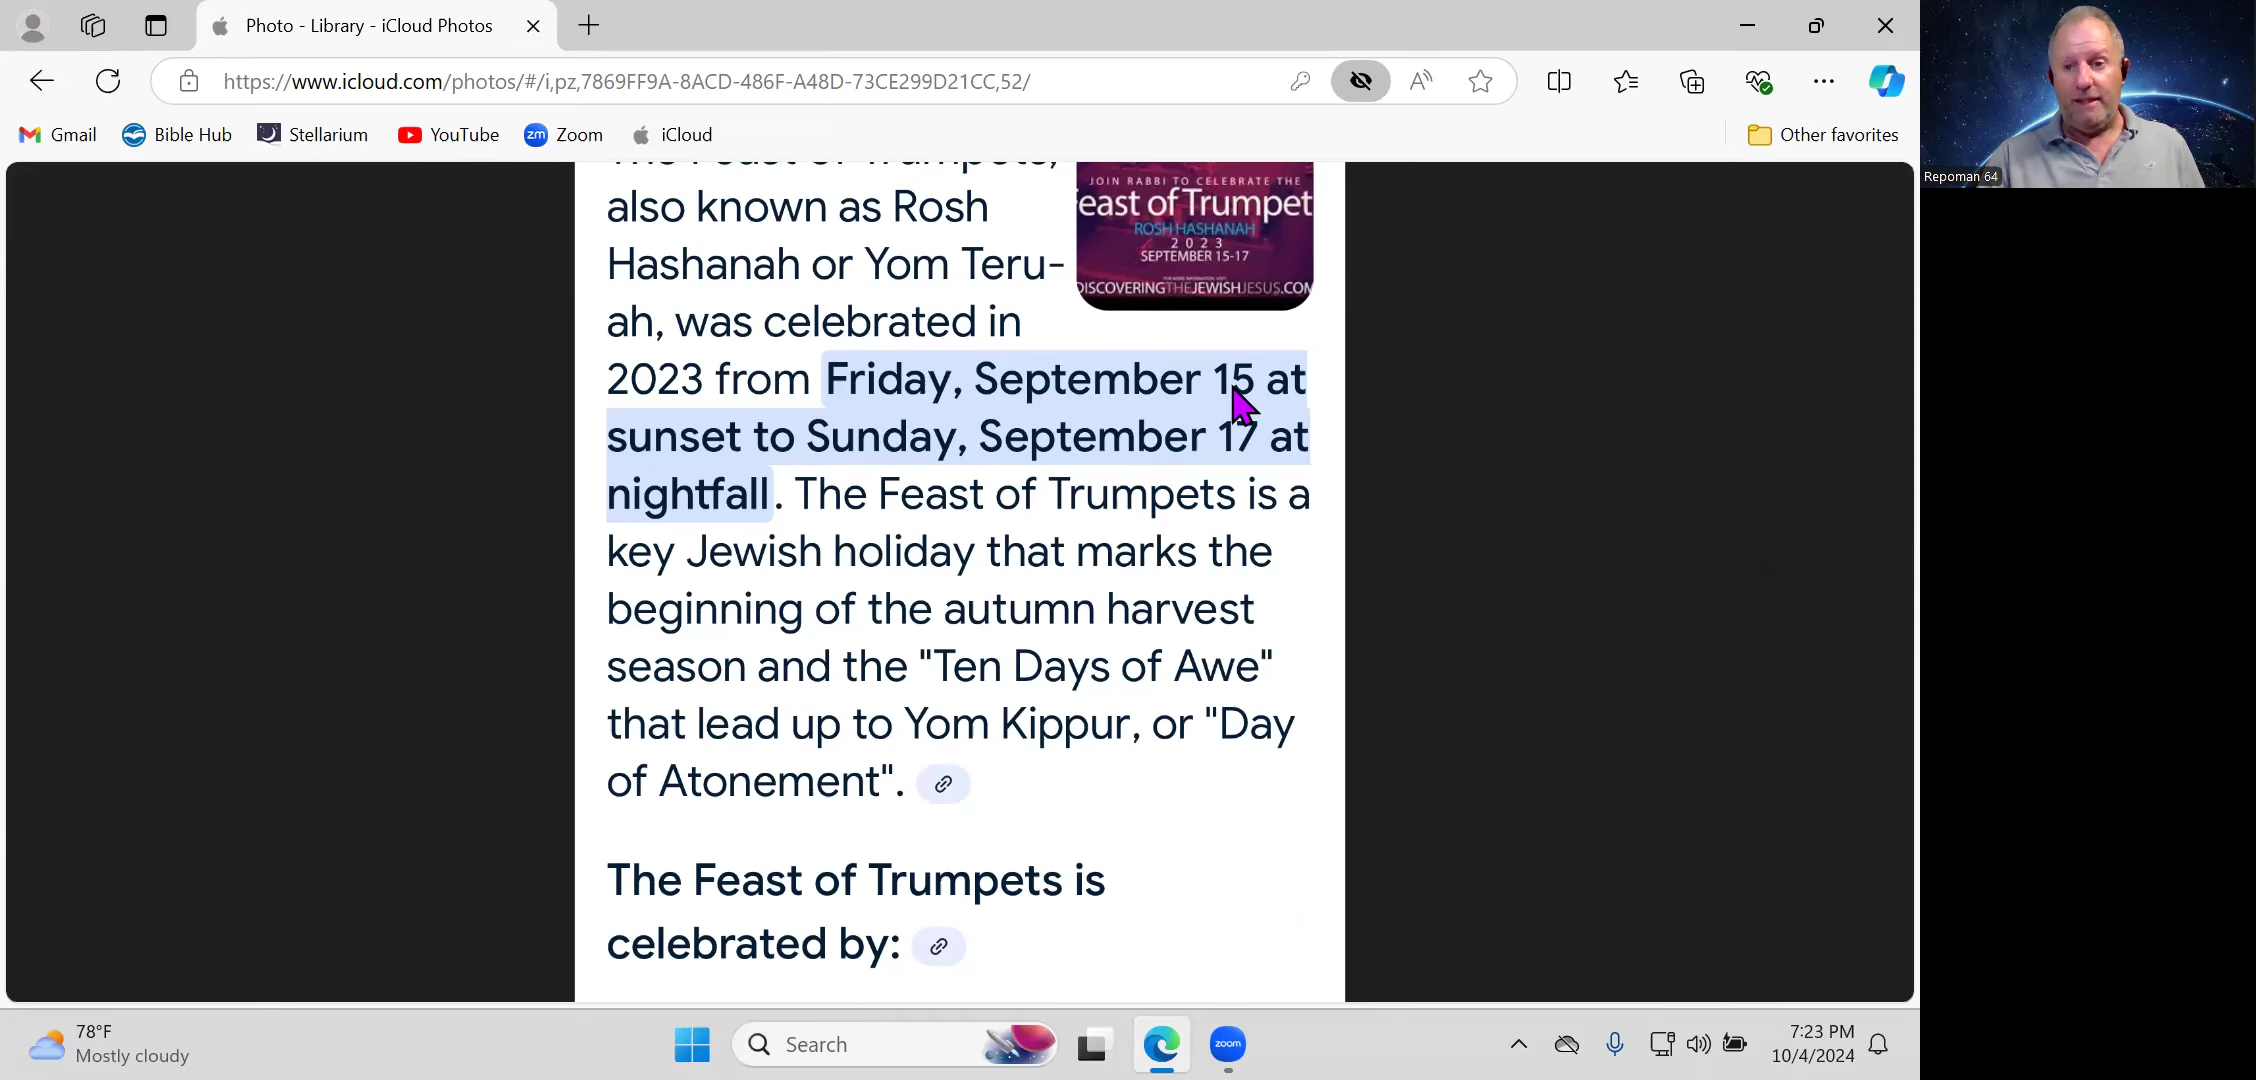 Photo - Library - iCloud Photos
https://www.icloud.com/photos/#/i,pz,7869FF9A-8ACD-486F-A48D-73CE299D21CC,52/
Gmail
Bible Hub
Stellarium
YouTube
zm Zoom
iCloud
Other favorites
Repoman 64
The Feast of Trumpets,
also known as Rosh
Hashanah or Yom Teru-
ah, was celebrated in
2023 from Friday, September 15 at
sunset to Sunday, September 17 at
nightfall. The Feast of Trumpets is a
key Jewish holiday that marks the
beginning of the autumn harvest
season and the "Ten Days of Awe"
that lead up to Yom Kippur, or "Day
of Atonement".
JOIN RABBI TO CELEBRATE THE
east of Trumpet
ROSH HASHANAH
2023
SEPTEMBER 15-17
DISCOVERINGTHEJEWISHJESUS.COM
The Feast of Trumpets is
celebrated by:
78°F
Mostly cloudy
Search
zoom
7:23 PM
10/4/2024